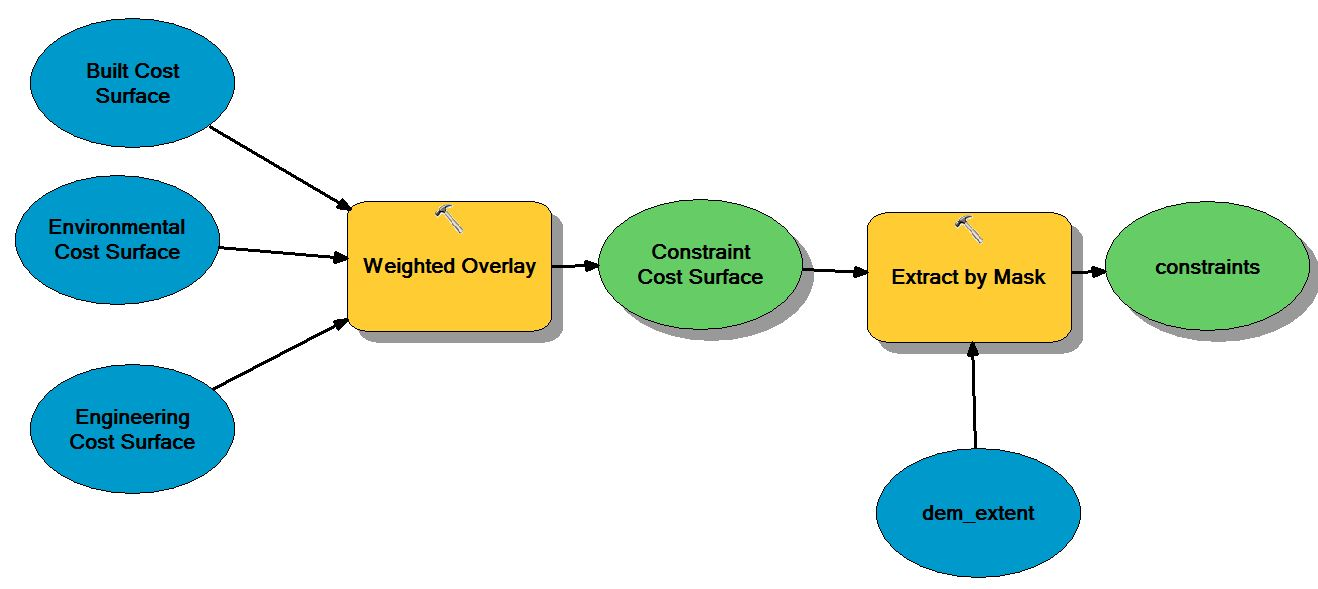 Built Cost
Surface
Environmental
Cost Surface
Engineering
Cost Surface
Weighted Overlay
Constraint
Cost Surface
Extract by Mask
constraints
dem_extent